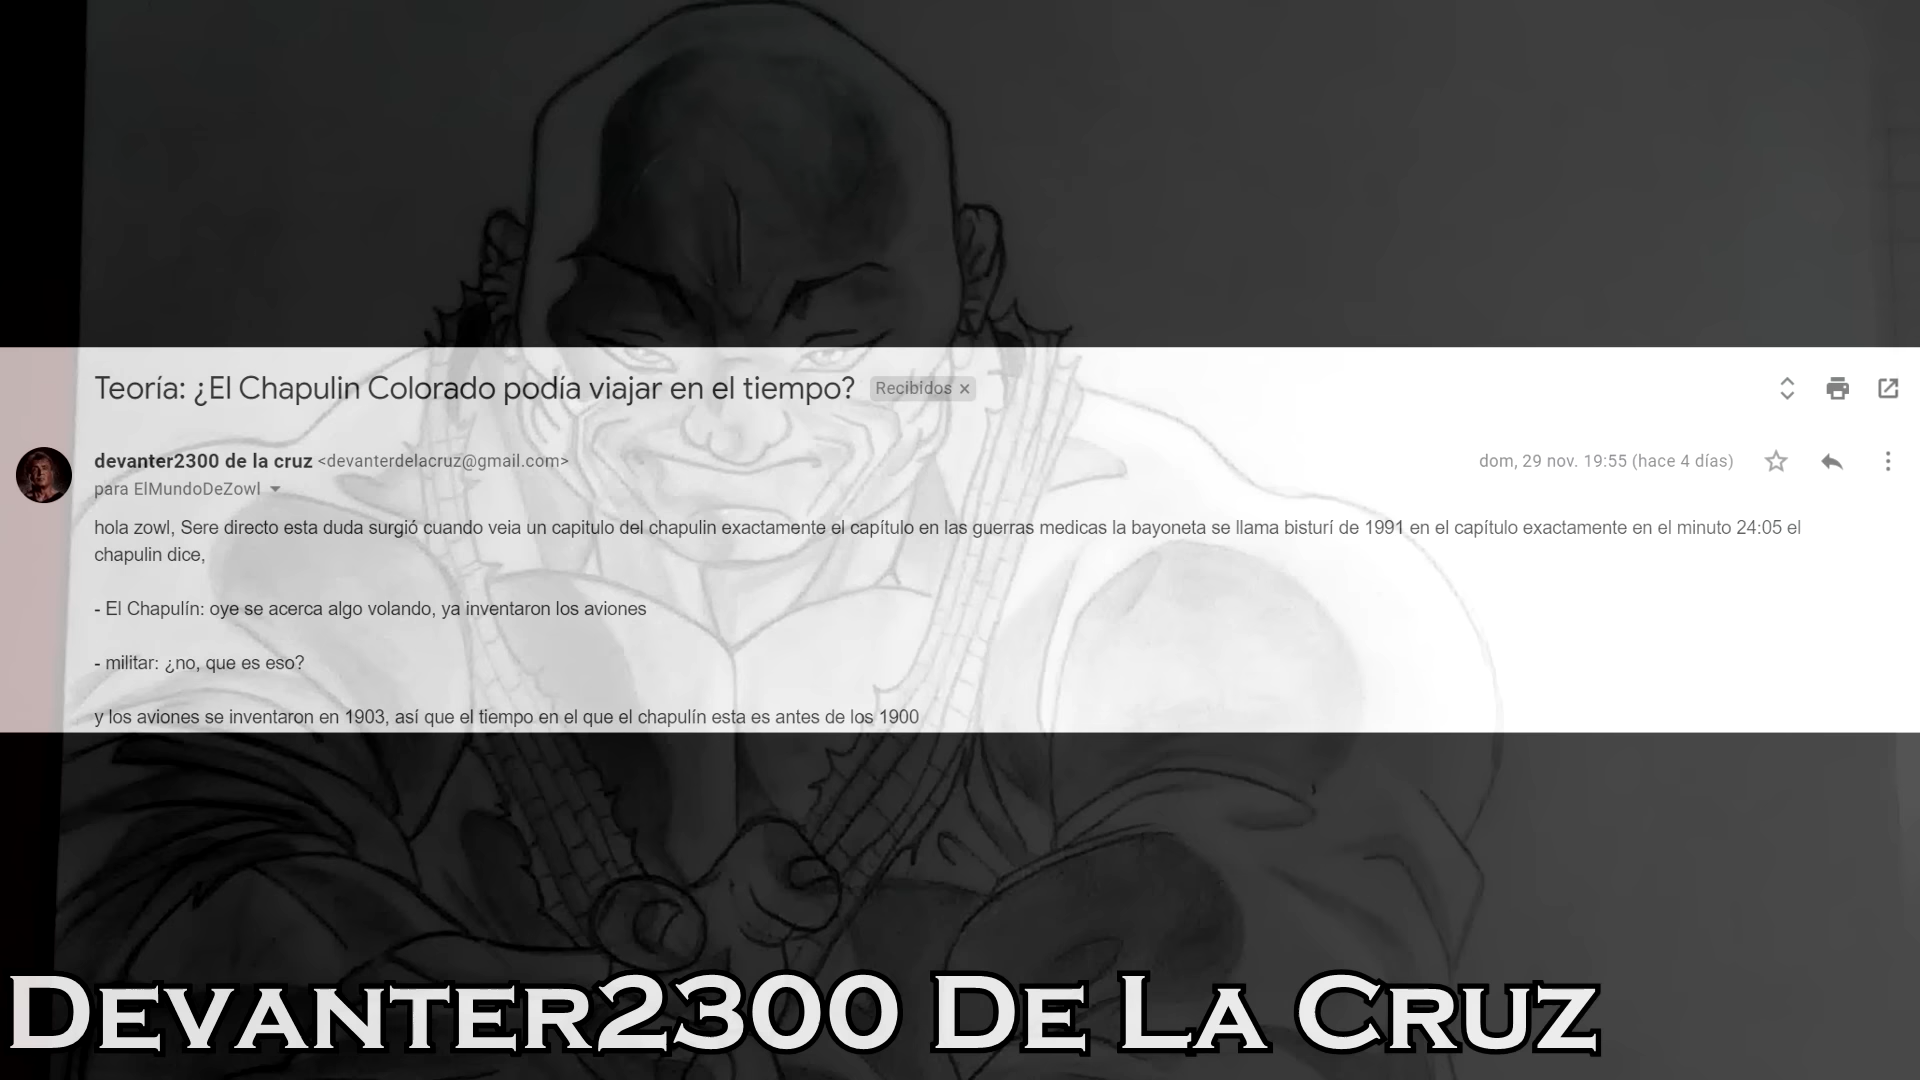 Teoría: ¿El Chapulin Colorado podía viajar en el tiempo? Recibidos ×
devanter2300 de la cruz <devanterdelacruz@gmail.com> dom, 29 nov. 19:55 (hace 4 días)
para ElMundoDeZowl
hola zowl, Sere directo esta duda surgió cuando veia un capitulo del chapulin exactamente el capítulo en las guerras medicas la bayoneta se llama bisturí de 1991 en el capítulo exactamente en el minuto 24:05 el
chapulin dice,
- El Chapulín: oye se acerca algo volando, ya inventaron los aviones
- militar: ¿no, que es eso?
y los aviones se inventaron en 1903, así que el tiempo en el que el chapulín esta es antes de los 1900
Devanter2300 De La Cruz